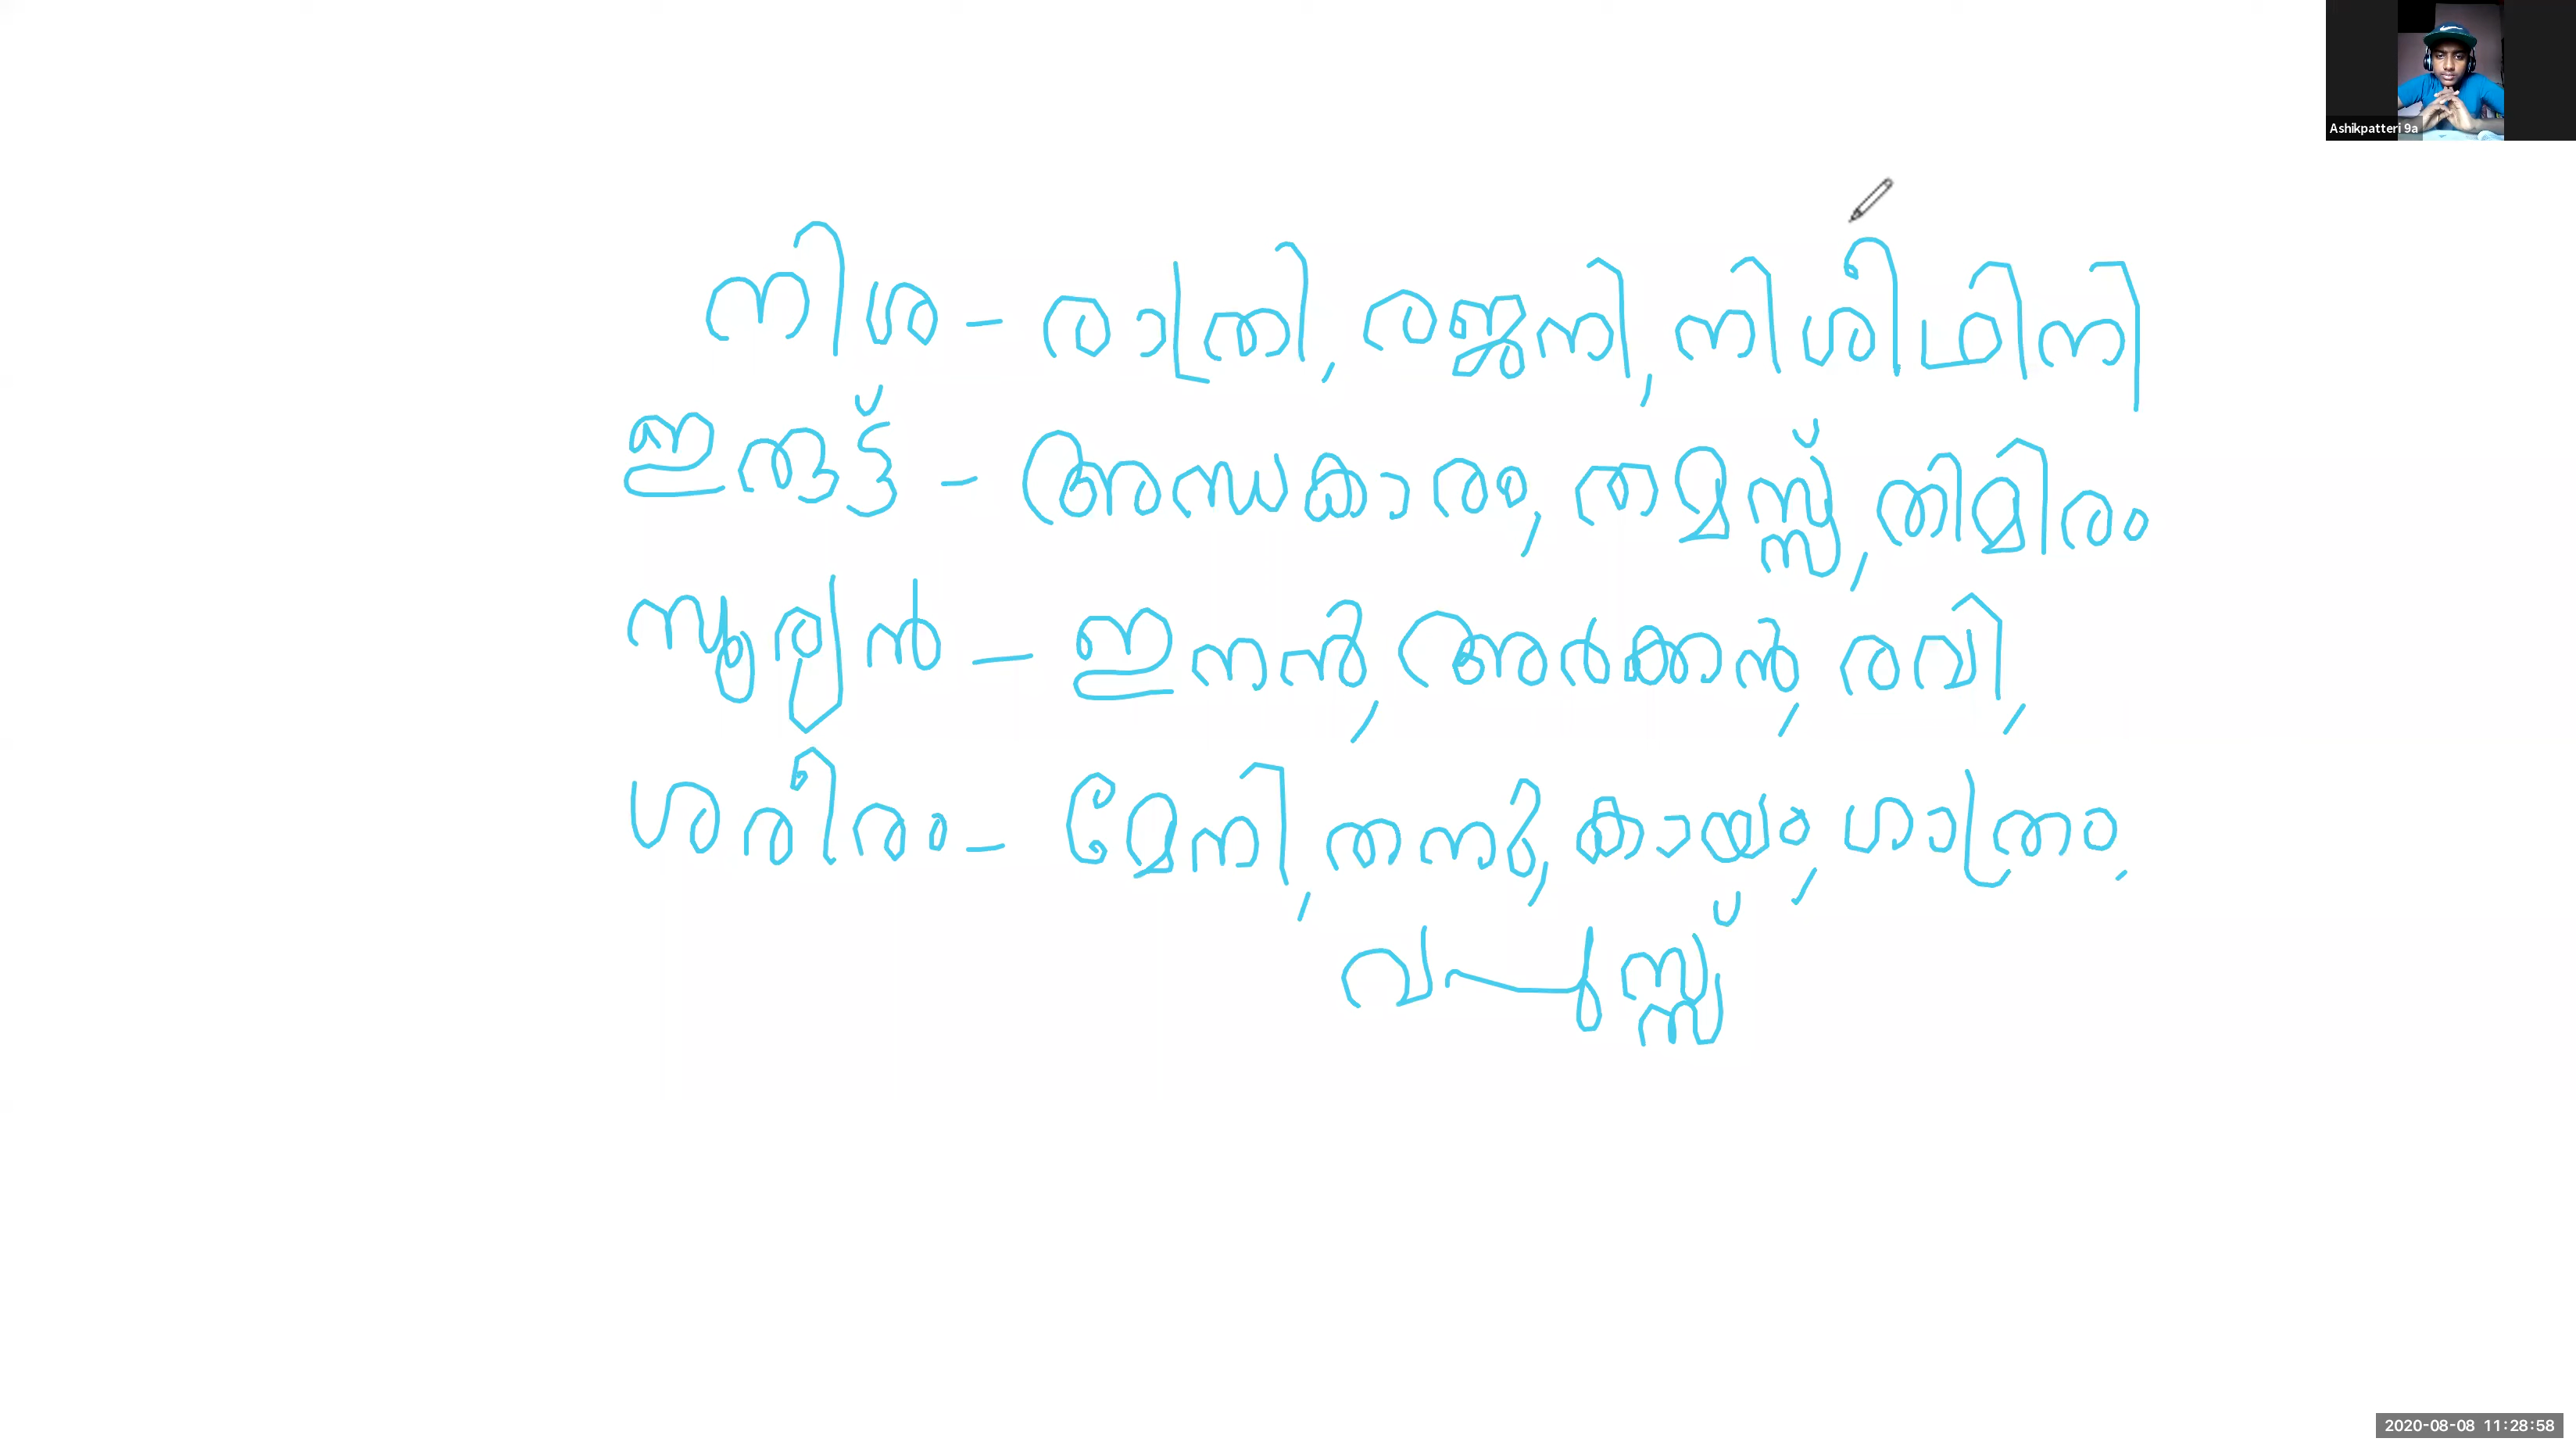 Ashikpatteri 9a
നിശ - രാത്രി, രജനി, നിശീഥിനി
ഇരുട്ട് - അന്ധകാരം, തമസ്സ്, തിമിരം
സൂര്യൻ - ഇനൻ, അർക്കൻ, രവി,
ശരീരം - മേനി, തനു, കായം, ഗാത്രം,
വപുസ്സ്
2020-08-08 11:28:58